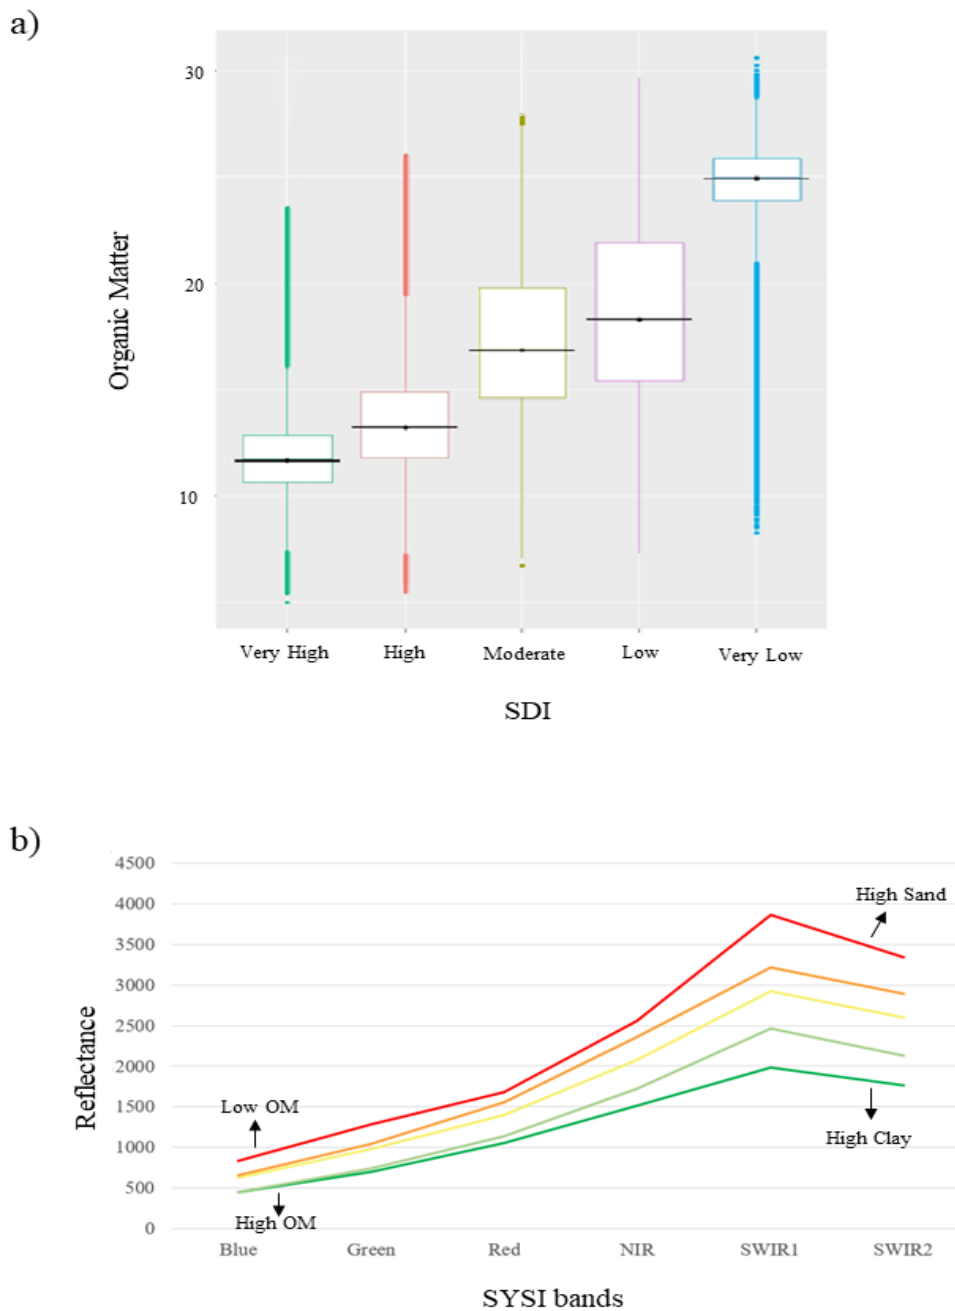 a)
30
20
10
Organic Matter
Very High High Moderate Low Very Low
SDI
b)
4500
4000
3500
3000
2500
2000
1500
1000
500
0
Reflectance
High Sand
Low OM
High Clay
High OM
Blue Green Red NIR SWIR1 SWIR2
SYSI bands